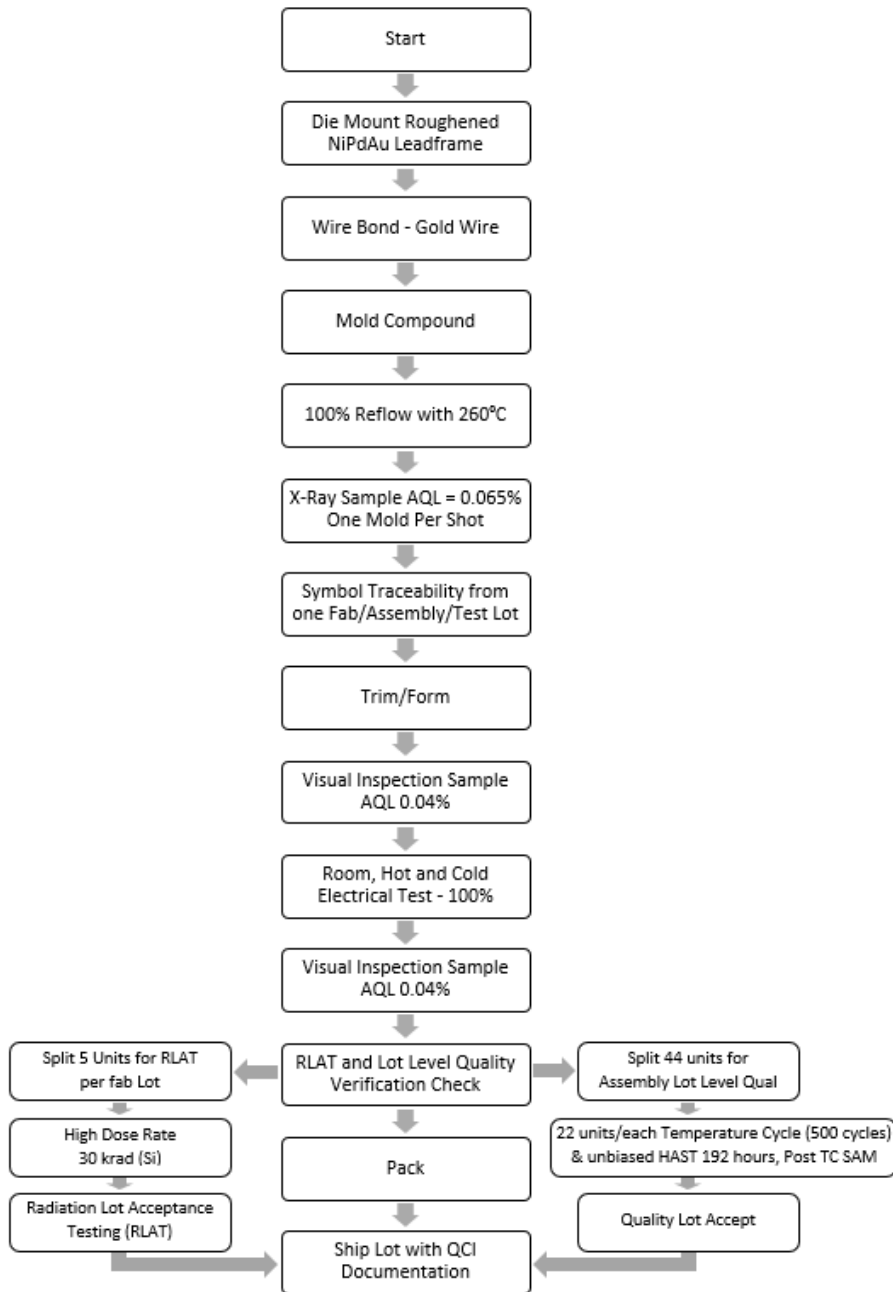 Start
Die Mount Roughened
NiPdAu Leadframe
Wire Bond - Gold Wire
Mold Compound
100% Reflow with 260°C
X-Ray Sample AQL = 0.065%
One Mold Per Shot
Symbol Traceability from
one Fab/Assembly/Test Lot
Trim/Form
Visual Inspection Sample
AQL 0.04%
Room, Hot and Cold
Electrical Test - 100%
Visual Inspection Sample
AQL 0.04%
RLAT and Lot Level Quality
Verification Check
Split 5 Units for RLAT
per fab Lot
High Dose Rate
30 krad (Si)
Radiation Lot Acceptance
Testing (RLAT)
Split 44 units for
Assembly Lot Level Qual
22 units/each Temperature Cycle (500 cycles)
& unbiased HAST 192 hours, Post TC SAM
Quality Lot Accept
Pack
Ship Lot with QCI
Documentation